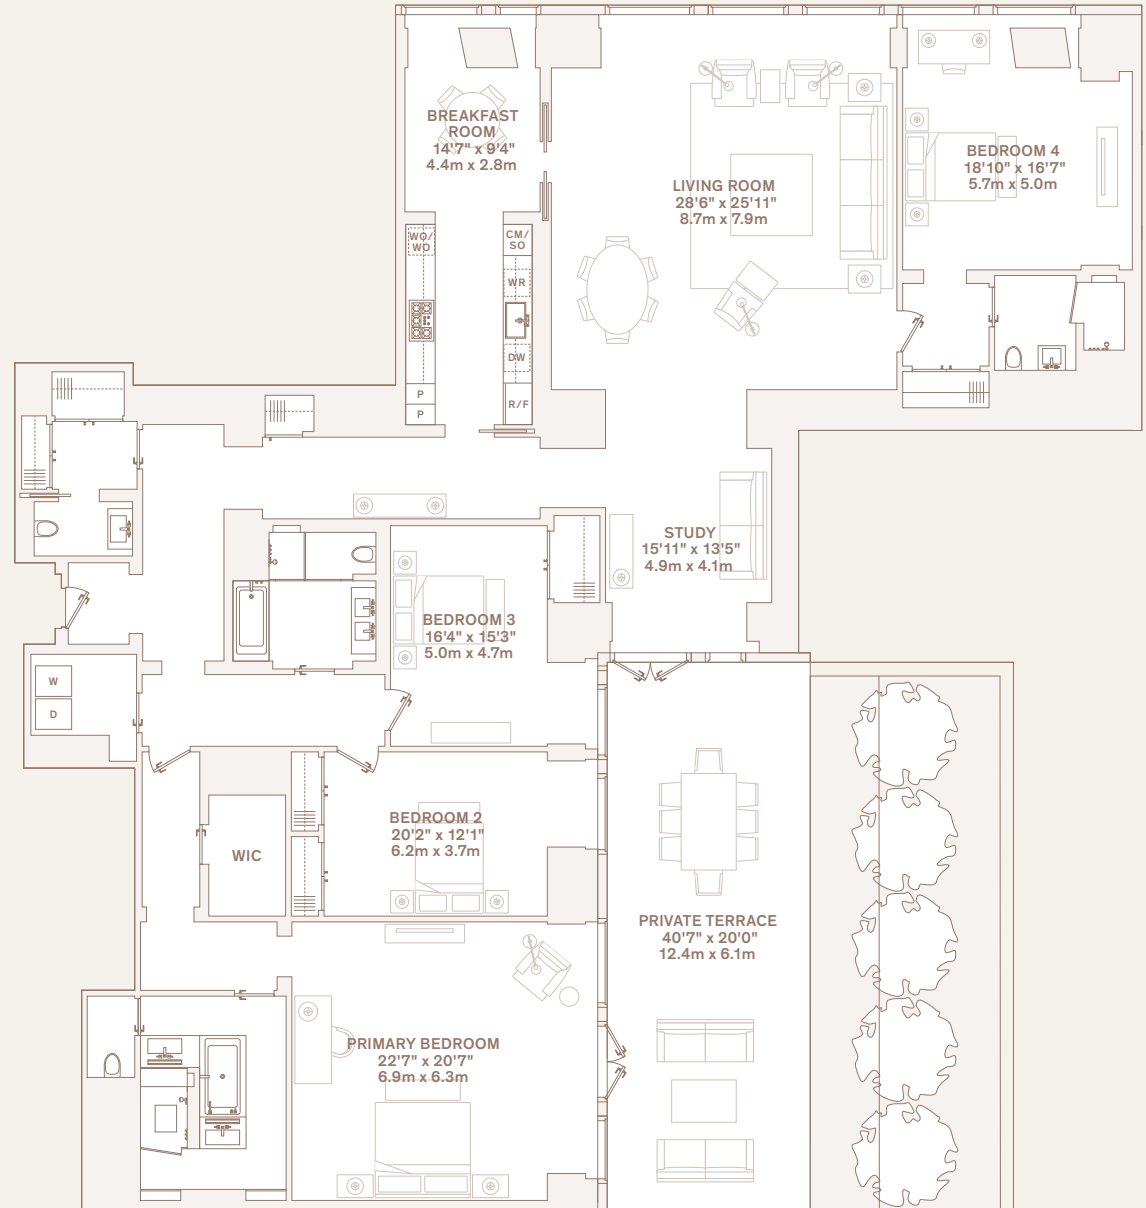 BREAKFAST
ROOM
14'7" x 9'4"
4.4m x 2.8m
LIVING ROOM
28'6" x 25'11"
8.7m x 7.9m
BEDROOM 4
18'10" x 16'7"
5.7m x 5.0m
WO/
WO
P
P
CM/
SO
WR
DW
R/F
STUDY
15'11" x 13'5"
4.9m x 4.1m
BEDROOM 3
16'4" x 15'3"
5.0m x 4.7m
W
D
BEDROOM 2
20'2" x 12'1"
6.2m x 3.7m
WIC
PRIVATE TERRACE
40'7" x 20'0"
12.4m x 6.1m
PRIMARY BEDROOM
22'7" x 20'7"
6.9m x 6.3m